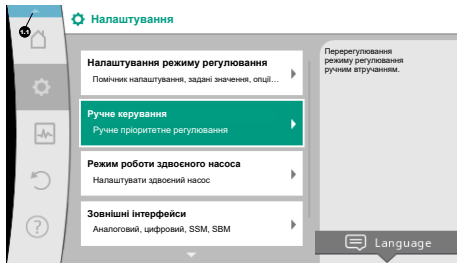 1.1
Налаштування
Налаштування режиму регулювання
Помічник налаштування, задані значення, опції…
Ручне керування
Ручне пріоритетне регулювання
Режим роботи здвоєного насоса
Налаштувати здвоєний насос
Зовнішні інтерфейси
Аналоговий, цифровий, SSM, SBM
Перерегулювання
режиму регулювання
ручним втручанням.
Language